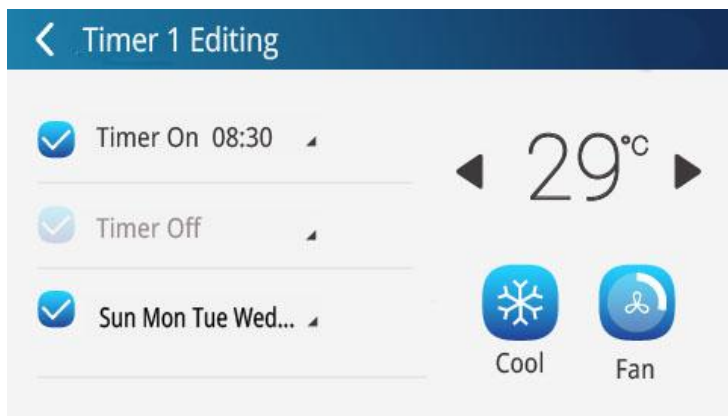 Timer 1 Editing
Timer On 08:30
29°C
Timer Off
Sun Mon Tue Wed...
Cool
Fan